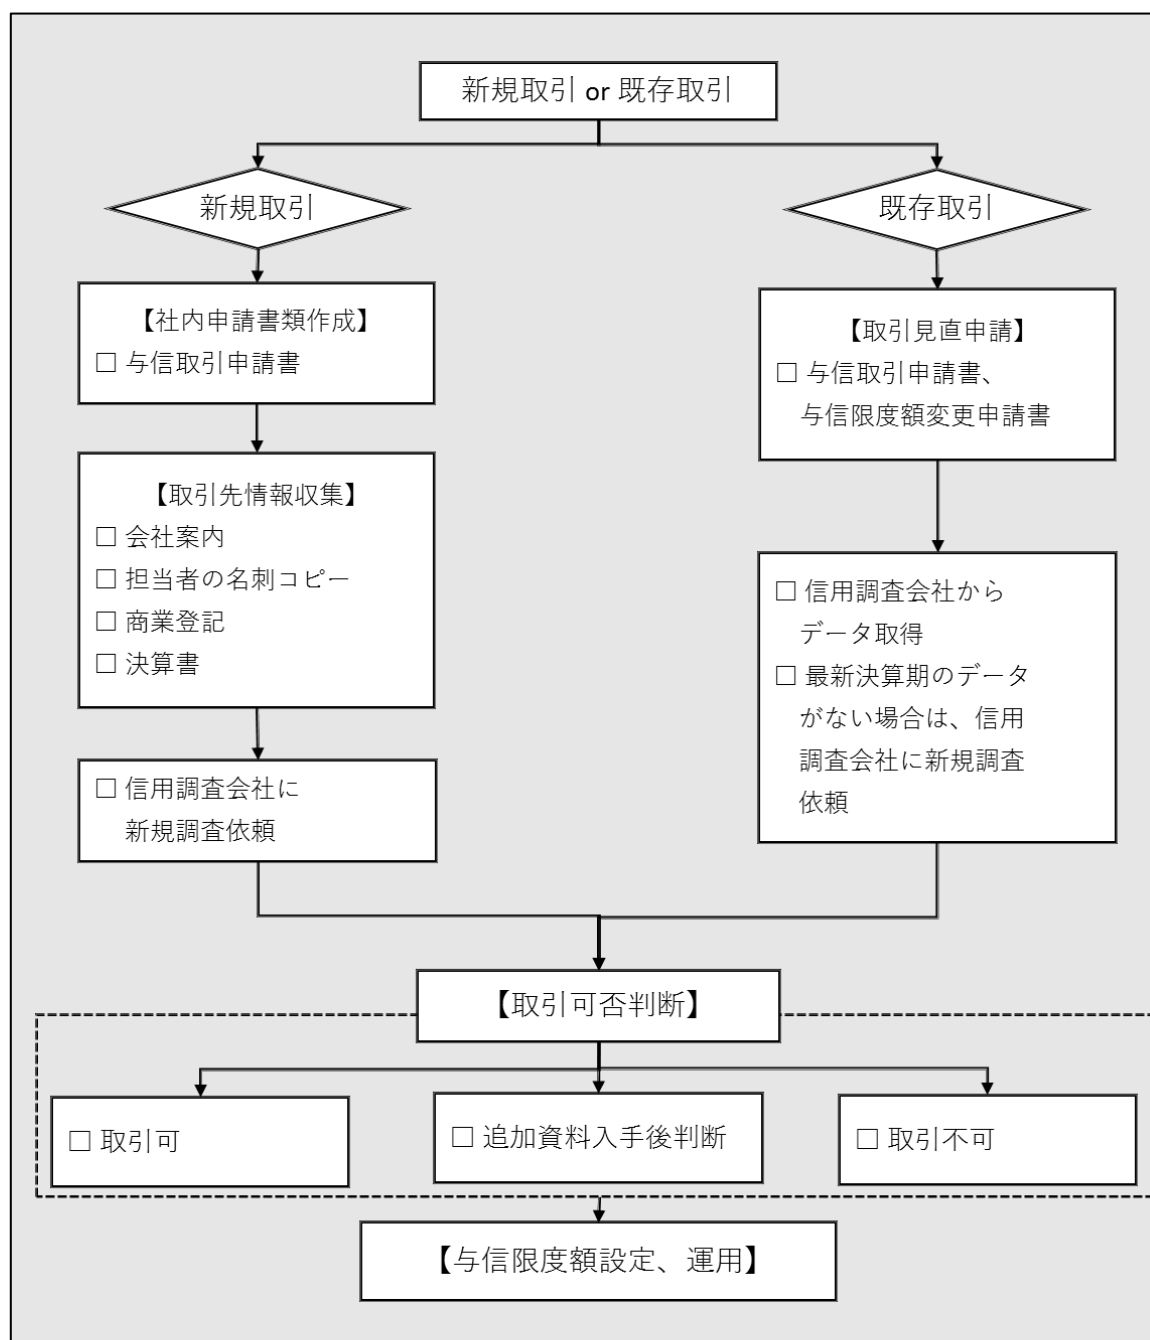 新規取引 or 既存取引
新規取引
既存取引
【社内申請書類作成】
□ 与信取引申請書
【取引先情報収集】
□ 会社案内
□ 担当者の名刺コピー
□ 商業登記
□ 決算書
□ 信用調査会社に
新規調査依頼
【取引見直申請】
□ 与信取引申請書、
与信限度額変更申請書
□ 信用調査会社から
データ取得
□ 最新決算期のデータ
がない場合は、信用
調査会社に新規調査
依頼
【取引可否判断】
□ 取引可
□ 追加資料入手後判断
□ 取引不可
【与信限度額設定、運用】